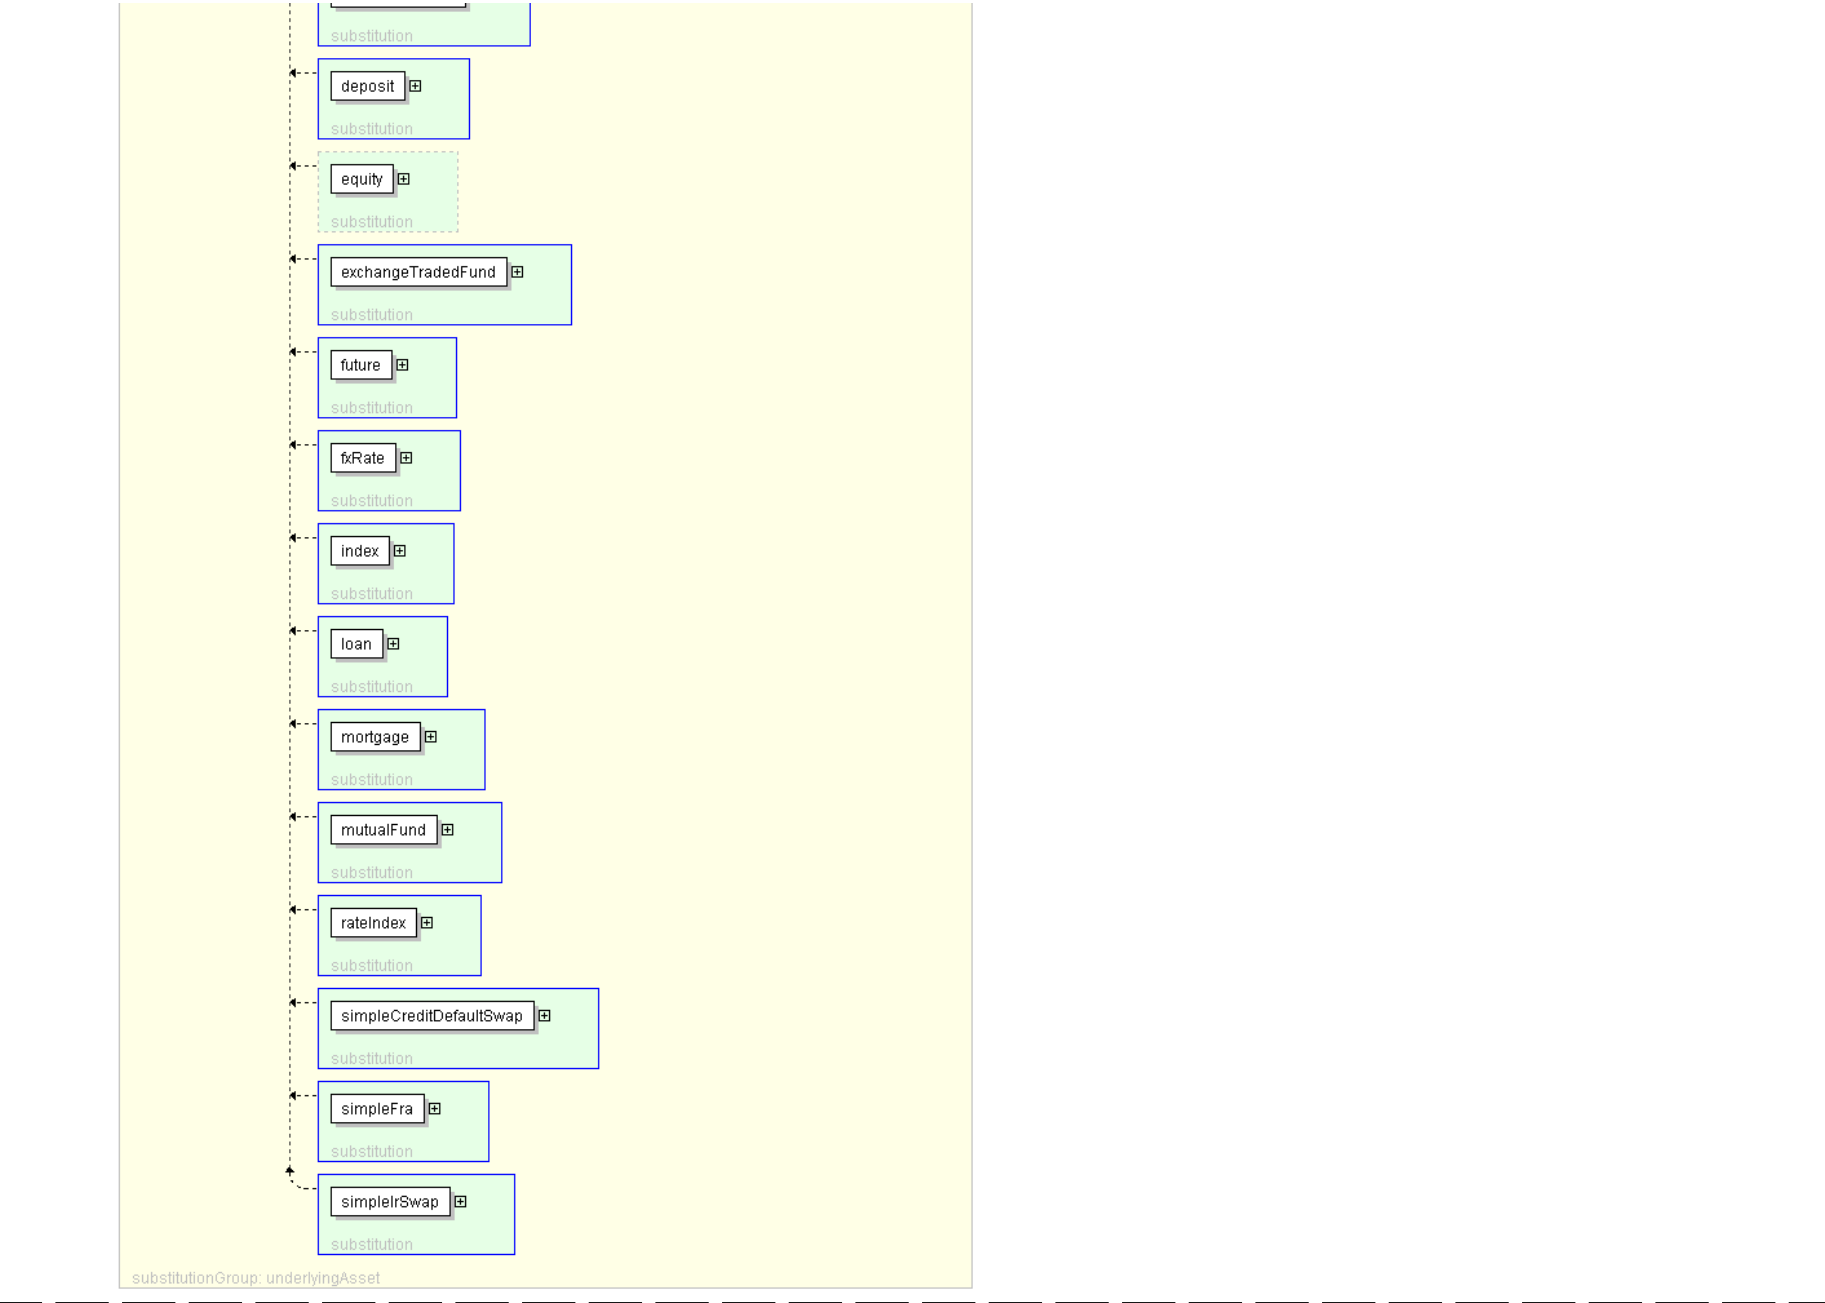 substitution
deposit
substitution
equity
substitution
exchangeTradedFund
substitution
future
substitution
fxRate
substitution
index
substitution
loan
substitution
mortgage
substitution
mutualFund
substitution
rateIndex
substitution
simpleCreditDefaultSwap
substitution
simpleFra
substitution
simpleIrSwap
substitution
substitutionGroup: underlyingAsset